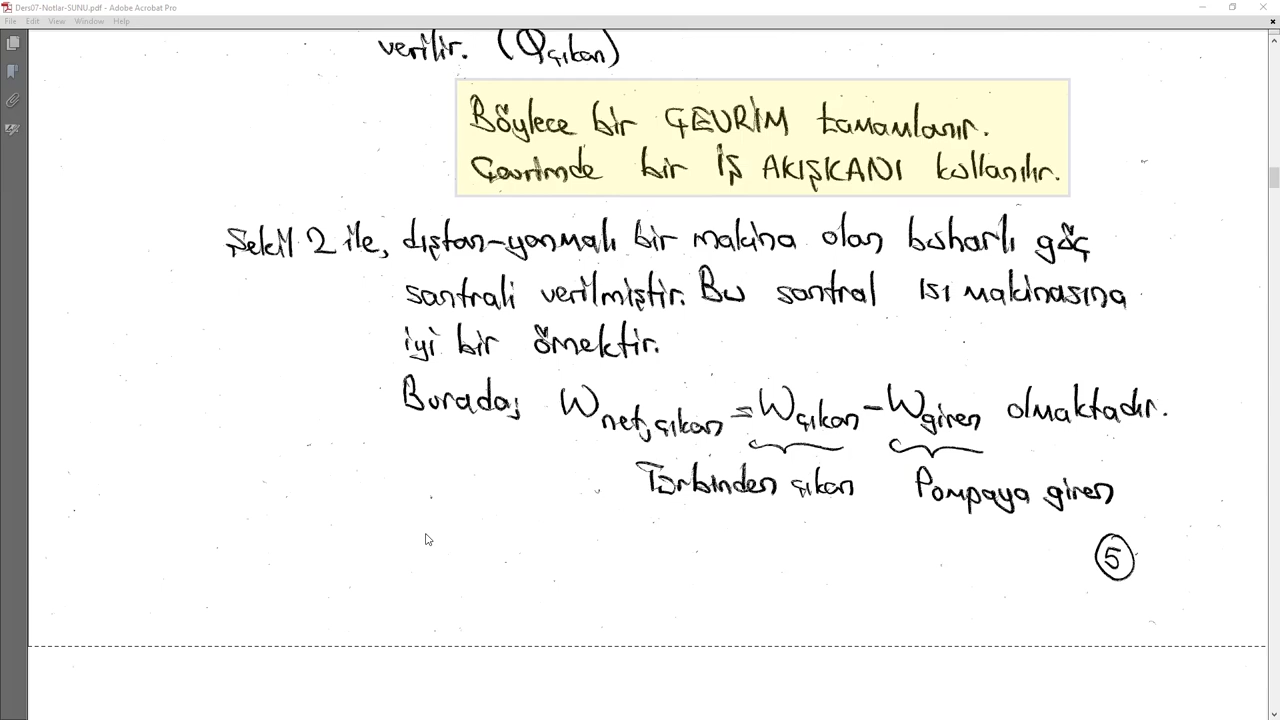 Ders07-Notlar-SUNU.pdf - Adobe Acrobat Pro
File Edit View Window Help
verilir. (Qçıkan)
Böylece bir ÇEVRİM tamamlanır.
Çevrimde bir İŞ AKIŞKANI kullanılır.
Şekil 2 ile, dıştan-yanmalı bir makina olan buharlı güç
santrali verilmiştir. Bu santral ısı makinasına
iyi bir örnektir.
Burada; Wnet,çıkan = Wçıkan - Wgiren olmaktadır.
Türbinden çıkan Pompaya giren
5